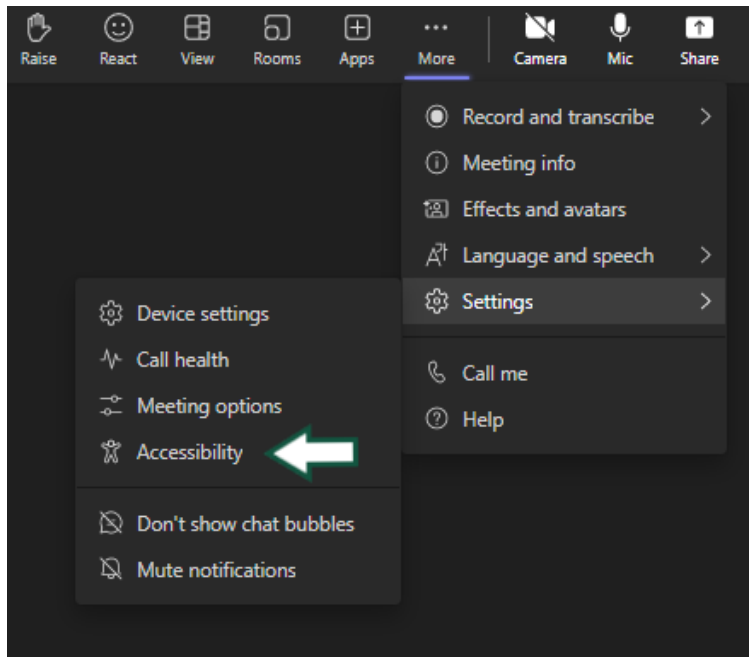 Raise React View Rooms Apps More Camera Mic Share
Record and transcribe
Meeting info
Effects and avatars
Language and speech
Settings
Call me
Help
Device settings
Call health
Meeting options
Accessibility
Don't show chat bubbles
Mute notifications